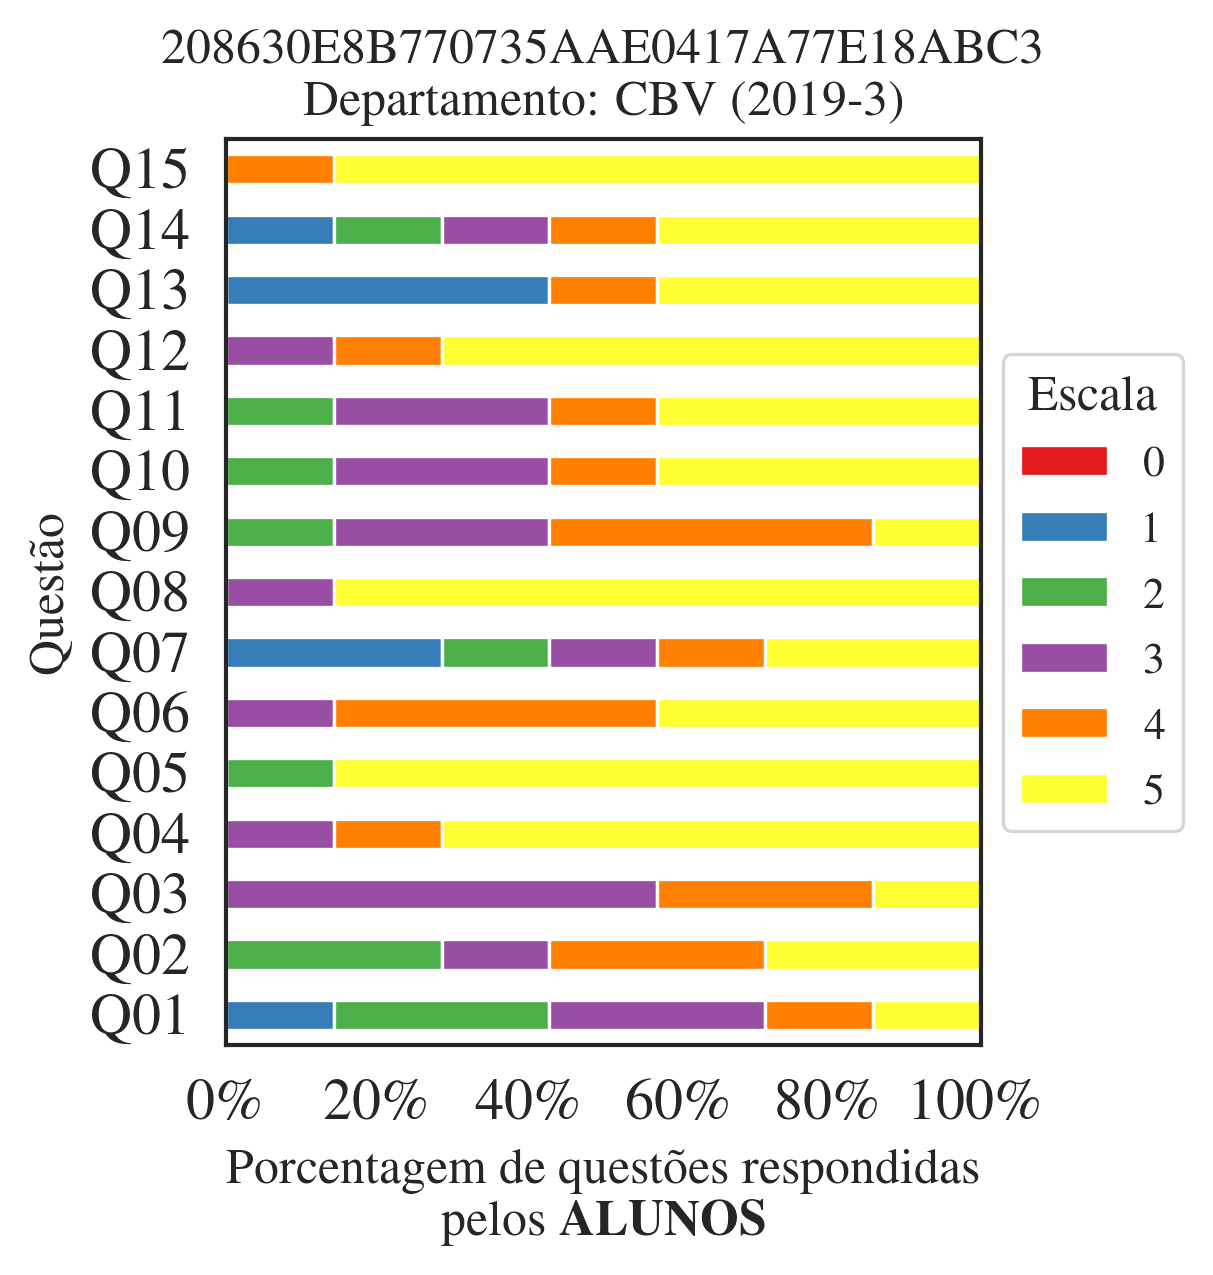 208630E8B770735AAE0417A77E18ABC3
Departamento: CBV (2019-3)
Questão
Q15
Q14
Q13
Q12
Q11
Q10
Q09
Q08
Q07
Q06
Q05
Q04
Q03
Q02
Q01
0% 20% 40% 60% 80% 100%
Porcentagem de questões respondidas
pelos ALUNOS
Escala
0
1
2
3
4
5